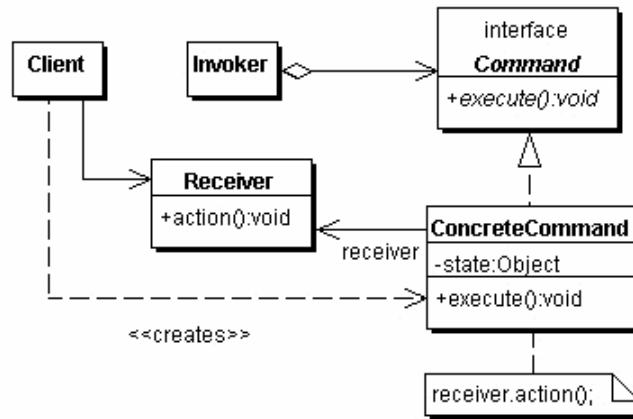 interface
Client
Invoker
Command
+execute():void
Receiver
+action():void
ConcreteCommand
receiver
-state:Object
+execute():void
<<creates>>
receiver.action();